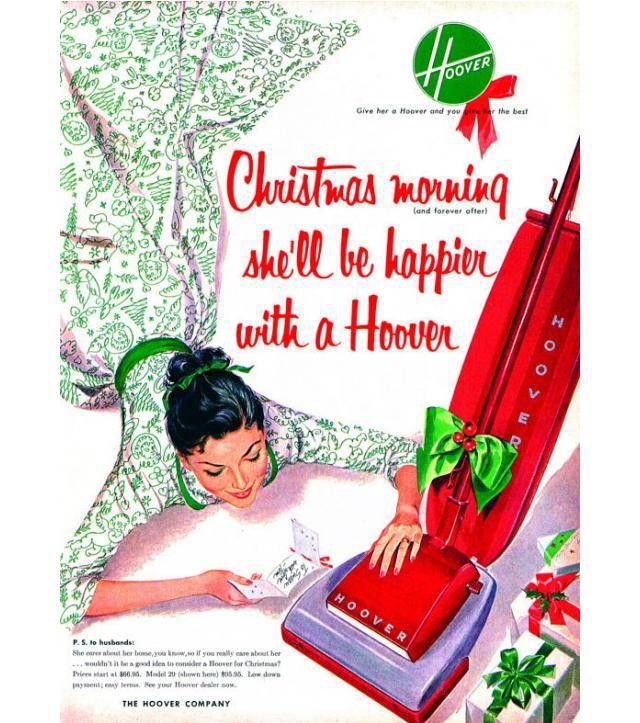 HOOVER
Give her a Hoover and you give her the best
Christmas morning
(and forever after)
she'll be happier
with a Hoover
HOOVER
HOOVER
P. S. to husbands:
She cares about her home, you know, so if you really care about her
... wouldn't it be a good idea to consider a Hoover for Christmas?
Prices start at $66.95. Model 29 (shown here) $95.95. Low down
payment; easy terms. See your Hoover dealer now.
THE HOOVER COMPANY